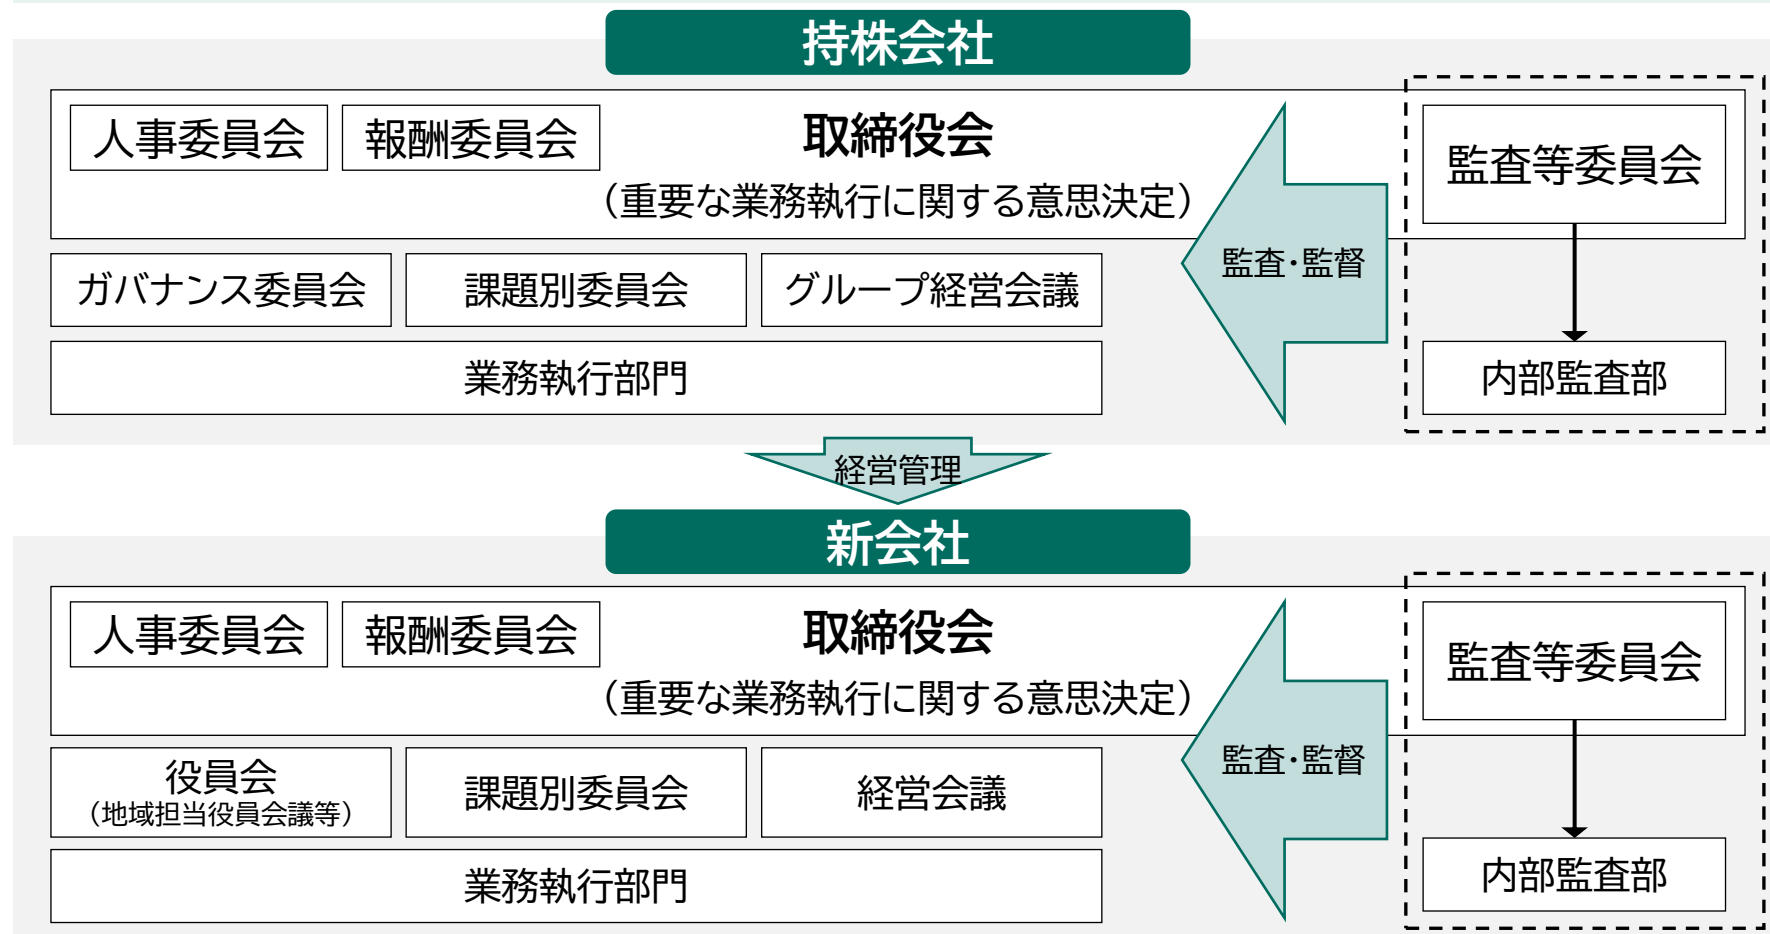 持株会社
人事委員会
報酬委員会
取締役会
（重要な業務執行に関する意思決定）
監査等委員会
監査・監督
ガバナンス委員会
課題別委員会
グループ経営会議
業務執行部門
内部監査部
経営管理
新会社
人事委員会
報酬委員会
取締役会
（重要な業務執行に関する意思決定）
監査等委員会
監査・監督
役員会
（地域担当役員会議等）
課題別委員会
経営会議
業務執行部門
内部監査部